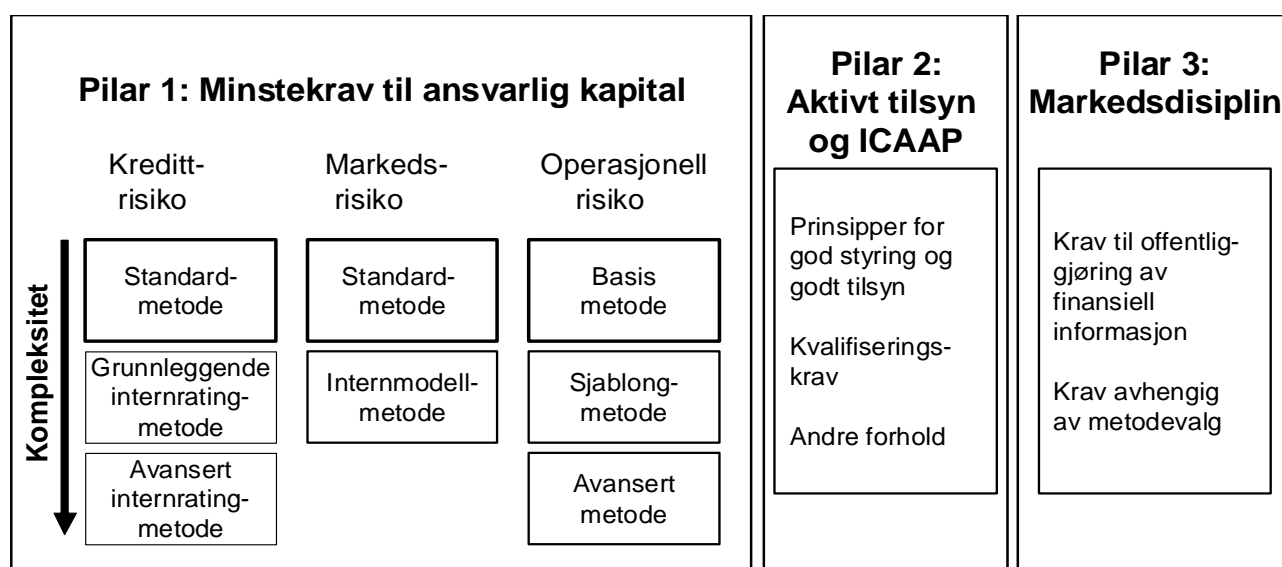 Pilar 1: Minstekrav til ansvarlig kapital
Kreditt-
risiko
Markeds-
risiko
Operasjonell
risiko
Kompleksitet
Standard-
metode
Standard-
metode
Basis
metode
Grunnleggende
internrating-
metode
Internmodell-
metode
Sjablong-
metode
Avansert
internrating-
metode
Avansert
metode
Pilar 2:
Aktivt tilsyn
og ICAAP
Prinsipper for
god styring og
godt tilsyn
Kvalifiserings-
krav
Andre forhold
Pilar 3:
Markedsdisiplin
Krav til offentlig-
gjøring av
finansiell
informasjon
Krav avhengig
av metodevalg